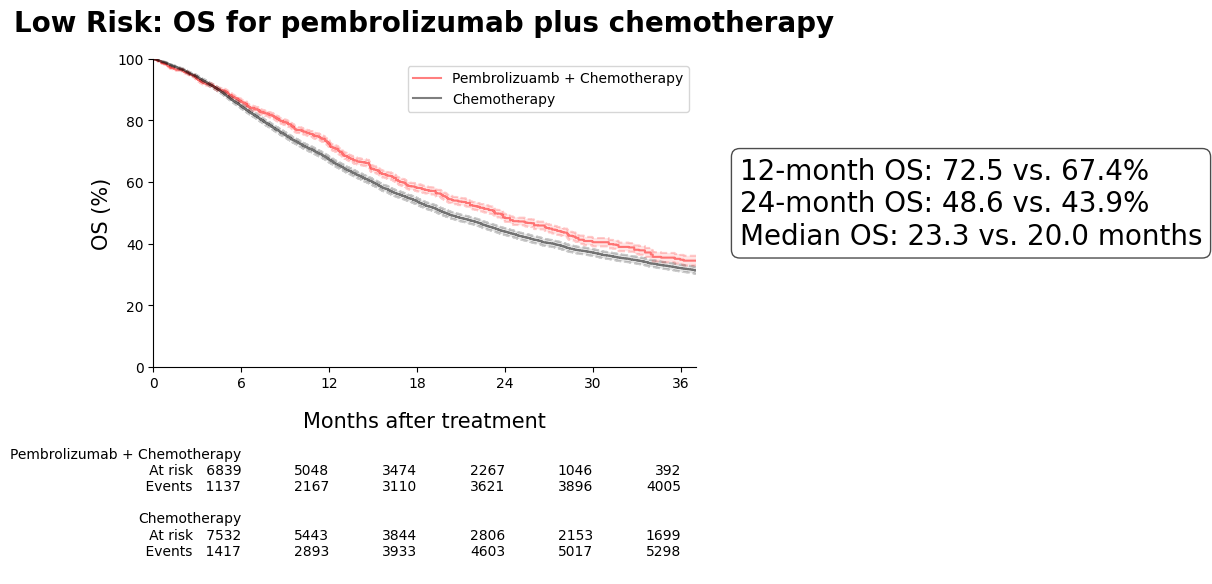 Low Risk: OS for pembrolizumab plus chemotherapy
100
80
60
40
20
0
OS (%)
Pembrolizuamb + Chemotherapy
Chemotherapy
12-month OS: 72.5 vs. 67.4%
24-month OS: 48.6 vs. 43.9%
Median OS: 23.3 vs. 20.0 months
0 6 12 18 24 30 36
Months after treatment
Pembrolizumab + Chemotherapy
At risk 6839 5048 3474 2267 1046 392
Events 1137 2167 3110 3621 3896 4005
Chemotherapy
At risk 7532 5443 3844 2806 2153 1699
Events 1417 2893 3933 4603 5017 5298